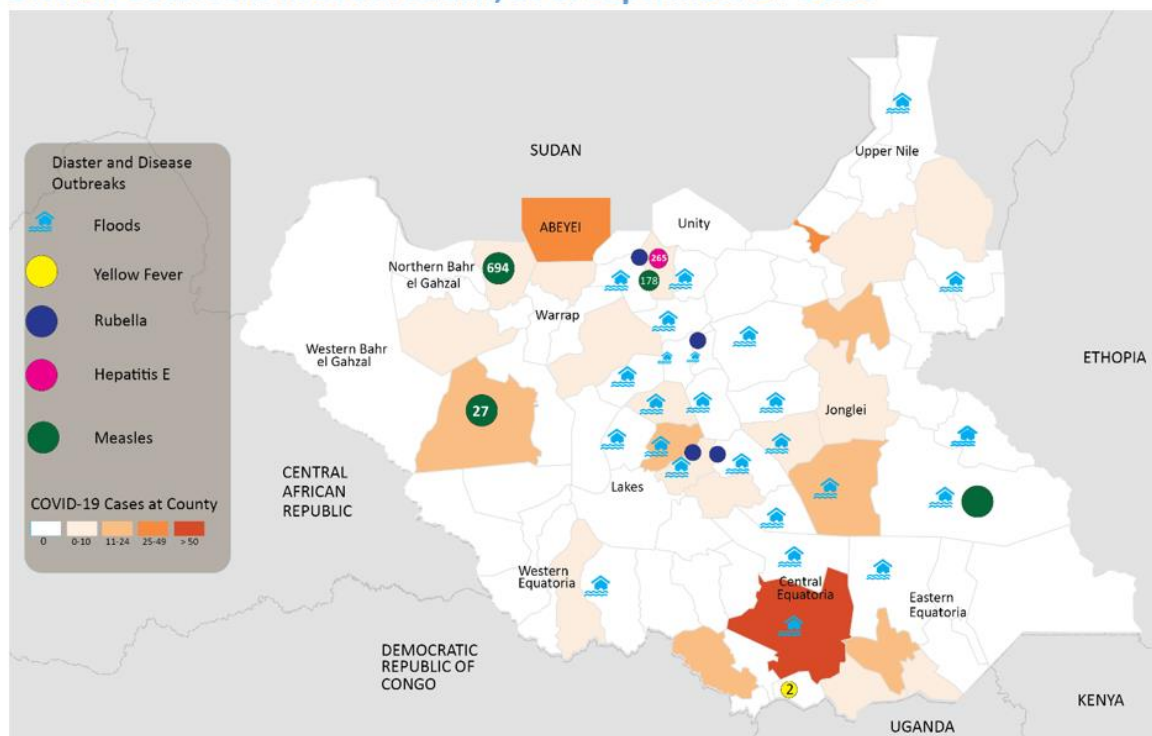 SUDAN
Upper Nile
Diaster and Disease
Outbreaks
Floods
Yellow Fever
Rubella
Hepatitis E
Measles
COVID-19 Cases at County
0
0-10
11-24
25-49
> 50
ABEYEI
Unity
Northern Bahr
el Gahzal
694
265
178
Warrap
Western Bahr
el Gahzal
ETHOPIA
27
Jonglei
CENTRAL
AFRICAN
REPUBLIC
Lakes
Western
Equatoria
Central
Equatoria
Eastern
Equatoria
DEMOCRATIC
REPUBLIC OF
CONGO
2
KENYA
UGANDA